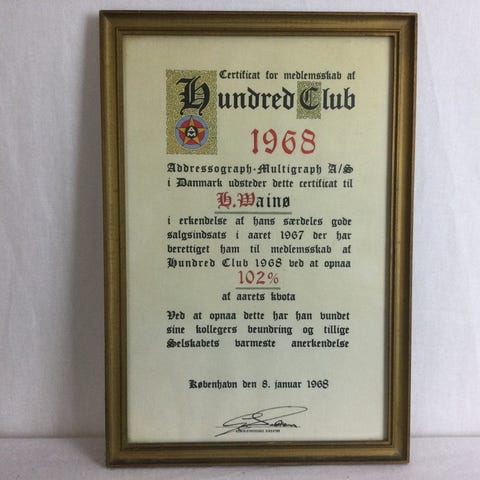 Certificat for medlemsskab af
Hundred Club
1968
Addressograph-Multigraph A/S
i Danmark udsteder dette certificat til
H. Wainø
i erkendelse af hans særdeles gode
salgsindsats i aaret 1967 der har
berettiget ham til medlemsskab af
Hundred Club 1968 ved at opnaa
102%
af aarets kvota
Ved at opnaa dette har han vundet
sine kollegers beundring og tillige
Selskabets varmeste anerkendelse
København den 8. januar 1968